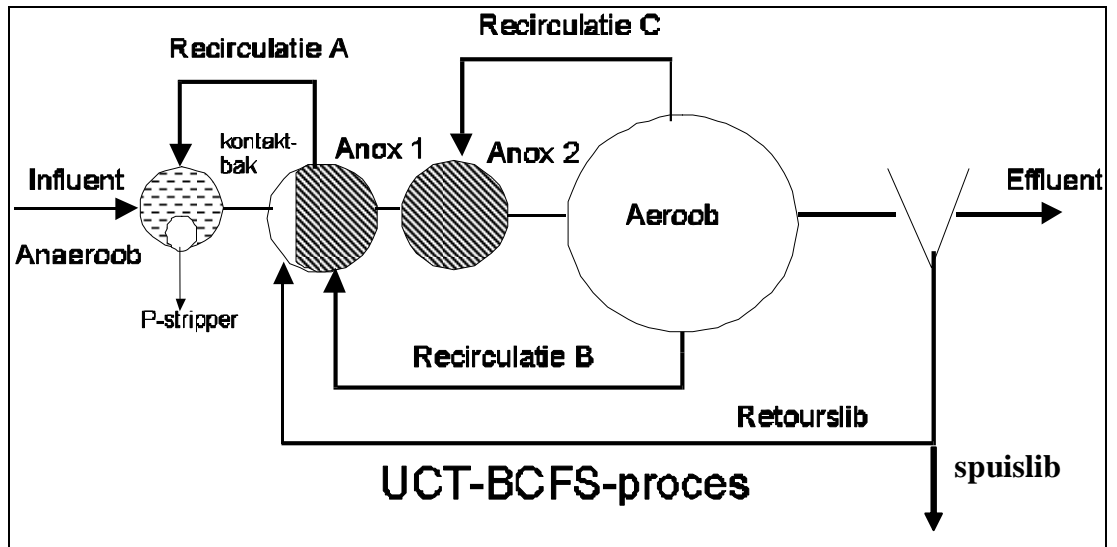 Recirculatie A
Recirculatie C
kontakt-
bak
Anox 1
Anox 2
Influent
Anaeroob
P-stripper
Aeroob
Effluent
Recirculatie B
Retourslib
UCT-BCFS-proces
spuislib